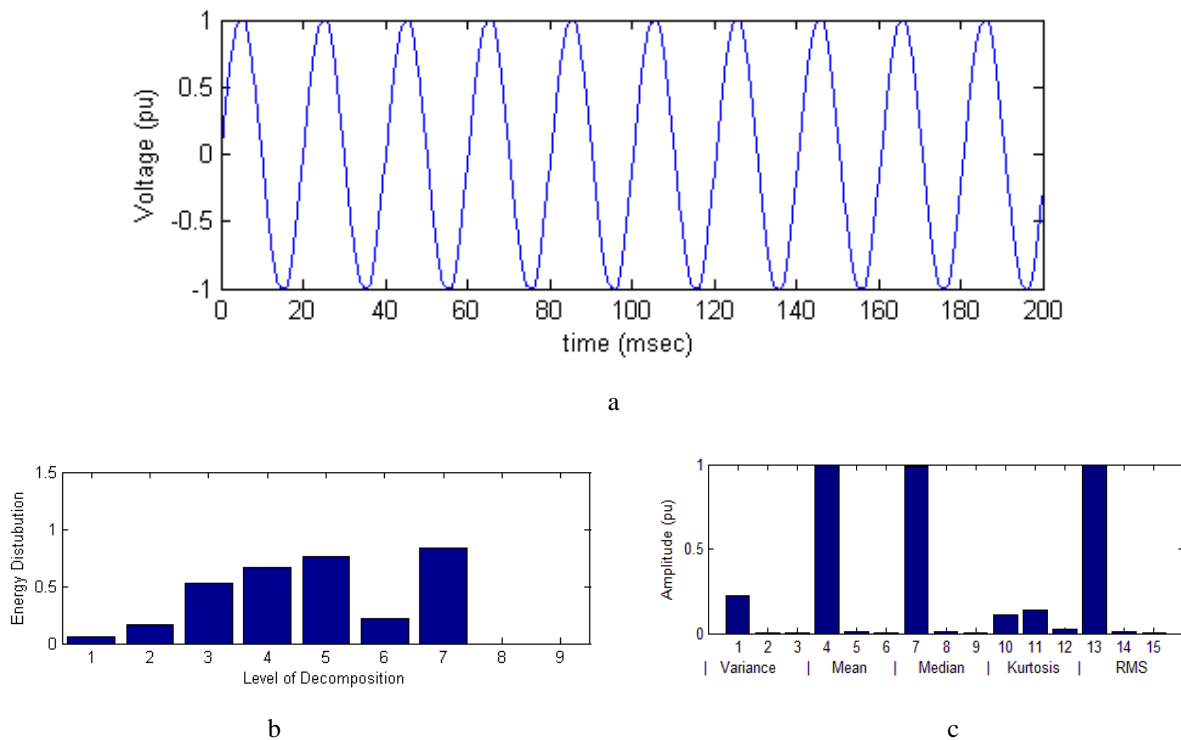 1
0.5
0
-0.5
-1
Voltage (pu)
0 20 40 60 80 100 120 140 160 180 200
time (msec)
a
1.5
1
0.5
0
Energy Distubution
1 2 3 4 5 6 7 8 9
Level of Decomposition
b
1
0.5
0
Amplitude (pu)
1 2 3 4 5 6 7 8 9 10 11 12 13 14 15
| Variance | Mean | Median | Kurtosis | RMS
c